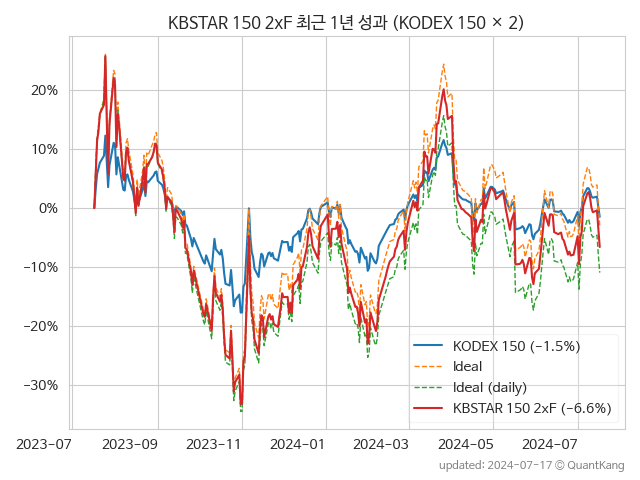 KBSTAR 150 2xF 최근 1년 성과 (KODEX 150 × 2)
20%
10%
0%
−10%
−20%
−30%
KODEX 150 (−1.5%)
Ideal
Ideal (daily)
KBSTAR 150 2xF (−6.6%)
2023-07 2023-09 2023-11 2024-01 2024-03 2024-05 2024-07
updated: 2024-07-17 © QuantKang